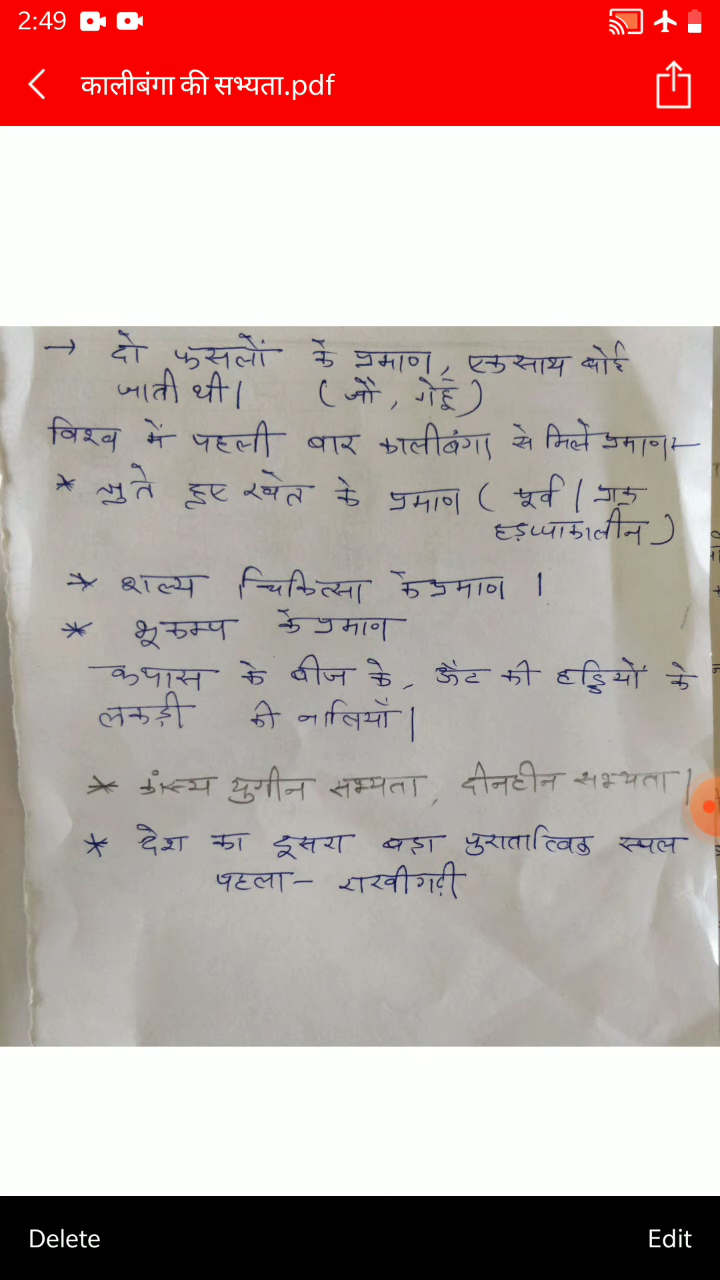 2:49
कालीबंगा की सभ्यता.pdf
→ दो फसलों के प्रमाण, एकसाथ बोई
जाती थी। (जौ, गेहूँ)
विश्व में पहली बार कालीबंगा से मिले प्रमाण-
* जुते हुए खेत के प्रमाण ( पूर्व / प्राक्
हड़प्पाकालीन)
* शल्य चिकित्सा के प्रमाण ।
* भूकम्प के प्रमाण
कपास के बीज के, ऊँट की हड्डियों के
लकड़ी की नालियाँ।
* कांस्य युगीन सभ्यता, दीनहीन सभ्यता।
* देश का दूसरा बड़ा पुरातात्विक स्थल
पहला - राखीगढ़ी
Delete Edit